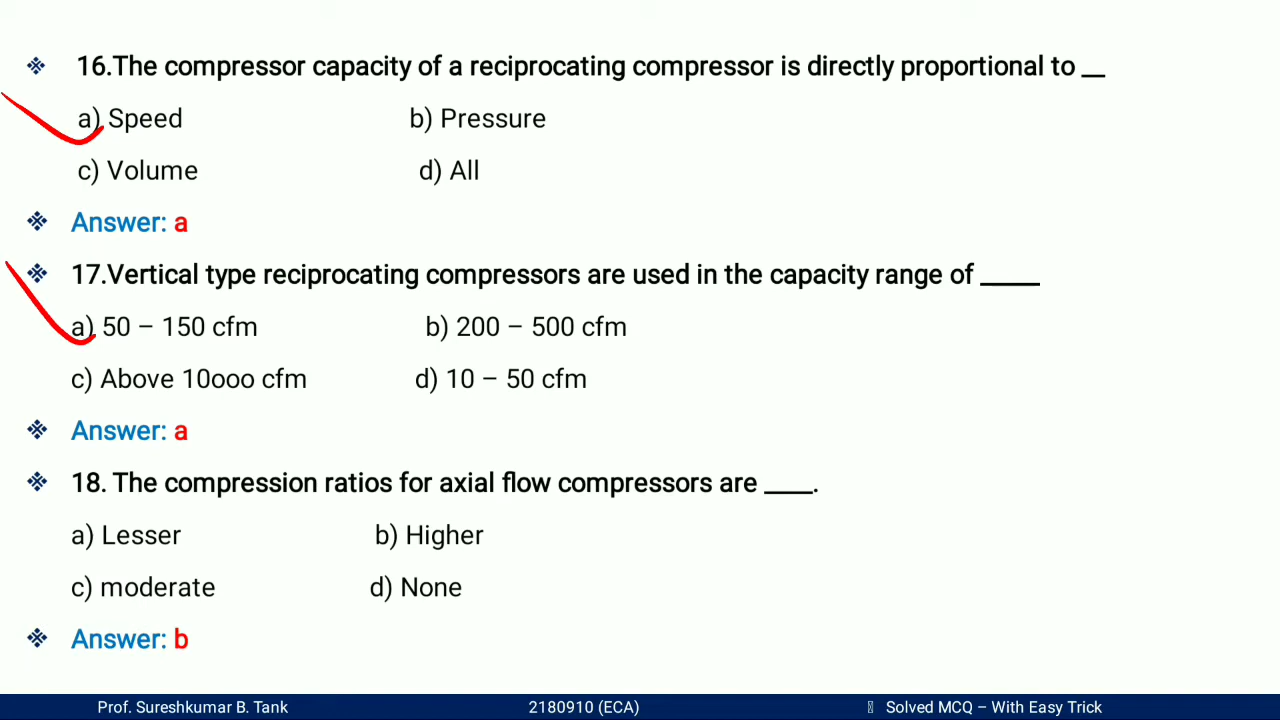 ❖ 16.The compressor capacity of a reciprocating compressor is directly proportional to __
a) Speed b) Pressure
c) Volume d) All
❖ Answer: a
❖ 17.Vertical type reciprocating compressors are used in the capacity range of _____
a) 50 – 150 cfm b) 200 – 500 cfm
c) Above 10ooo cfm d) 10 – 50 cfm
❖ Answer: a
❖ 18. The compression ratios for axial flow compressors are ____.
a) Lesser b) Higher
c) moderate d) None
❖ Answer: b
Prof. Sureshkumar B. Tank 2180910 (ECA) Solved MCQ – With Easy Trick